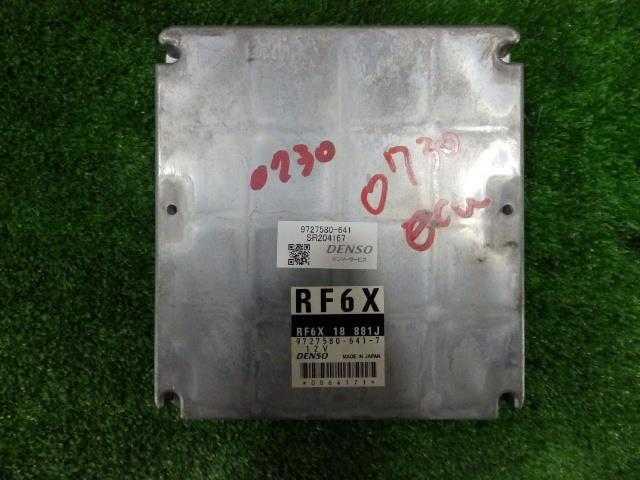 0730
0730
ecu
9727580-641
SR204167
DENSO
デンソーサービス
RF6X
RF6X 18 881J
9727580-641-7
12V
DENSO MADE IN JAPAN
*0064173*